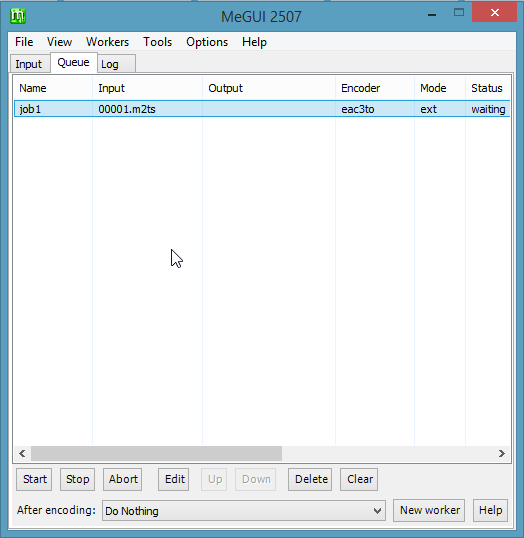 MeGUI 2507
File View Workers Tools Options Help
Input Queue Log
Name Input Output Encoder Mode Status
job1 00001.m2ts eac3to ext waiting
Start Stop Abort Edit Up Down Delete Clear
After encoding: Do Nothing New worker Help